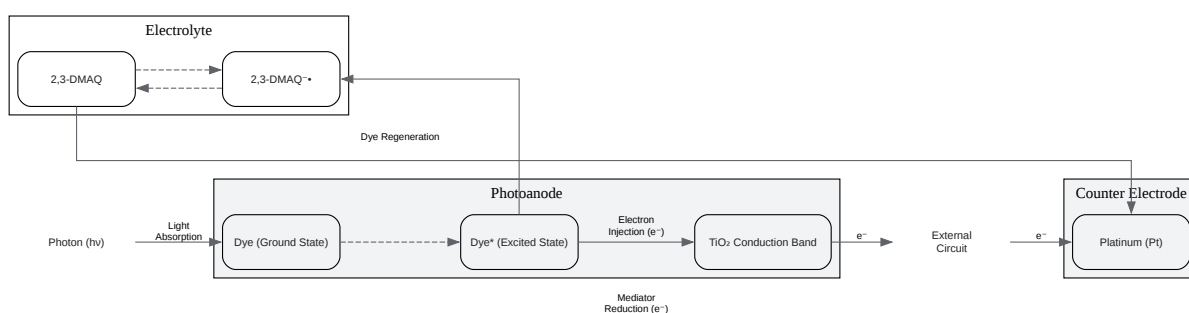 Electrolyte
2,3-DMAQ
2,3-DMAQ⁻•
Dye Regeneration
Photoanode
Counter Electrode
Photon (hν)
Light
Absorption
Dye (Ground State)
Dye* (Excited State)
Electron
Injection (e⁻)
TiO₂ Conduction Band
e⁻
External
Circuit
e⁻
Platinum (Pt)
Mediator
Reduction (e⁻)